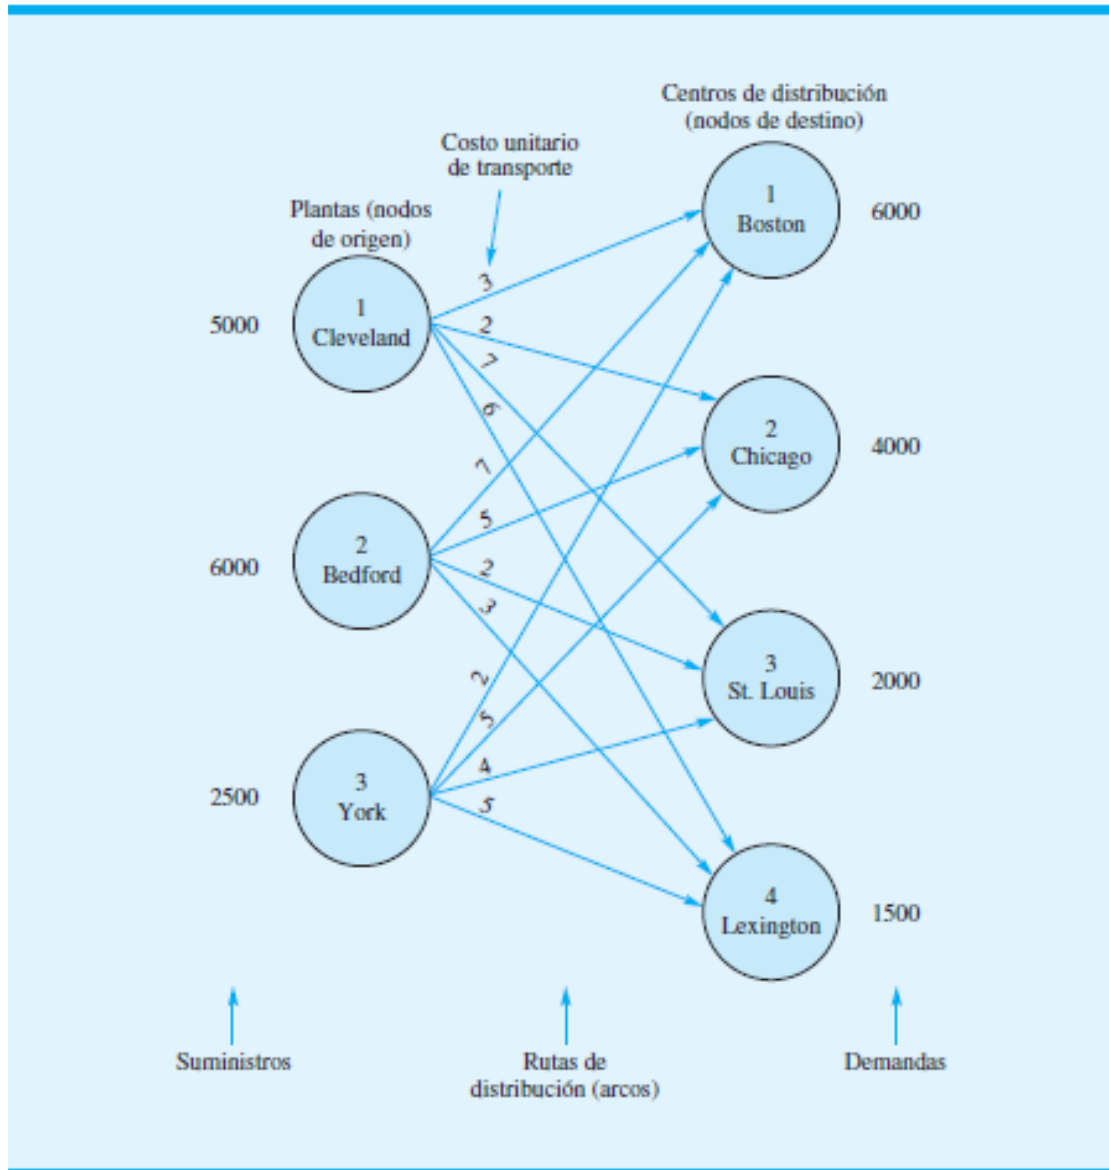 Centros de distribución
(nodos de destino)
Costo unitario
de transporte
Plantas (nodos
de origen)
1
Boston
6000
5000
1
Cleveland
3
2
7
6
2
Chicago
4000
6000
2
Bedford
7
5
2
3
3
St. Louis
2000
2500
3
York
2
5
4
5
4
Lexington
1500
Suministros
Rutas de
distribución (arcos)
Demandas